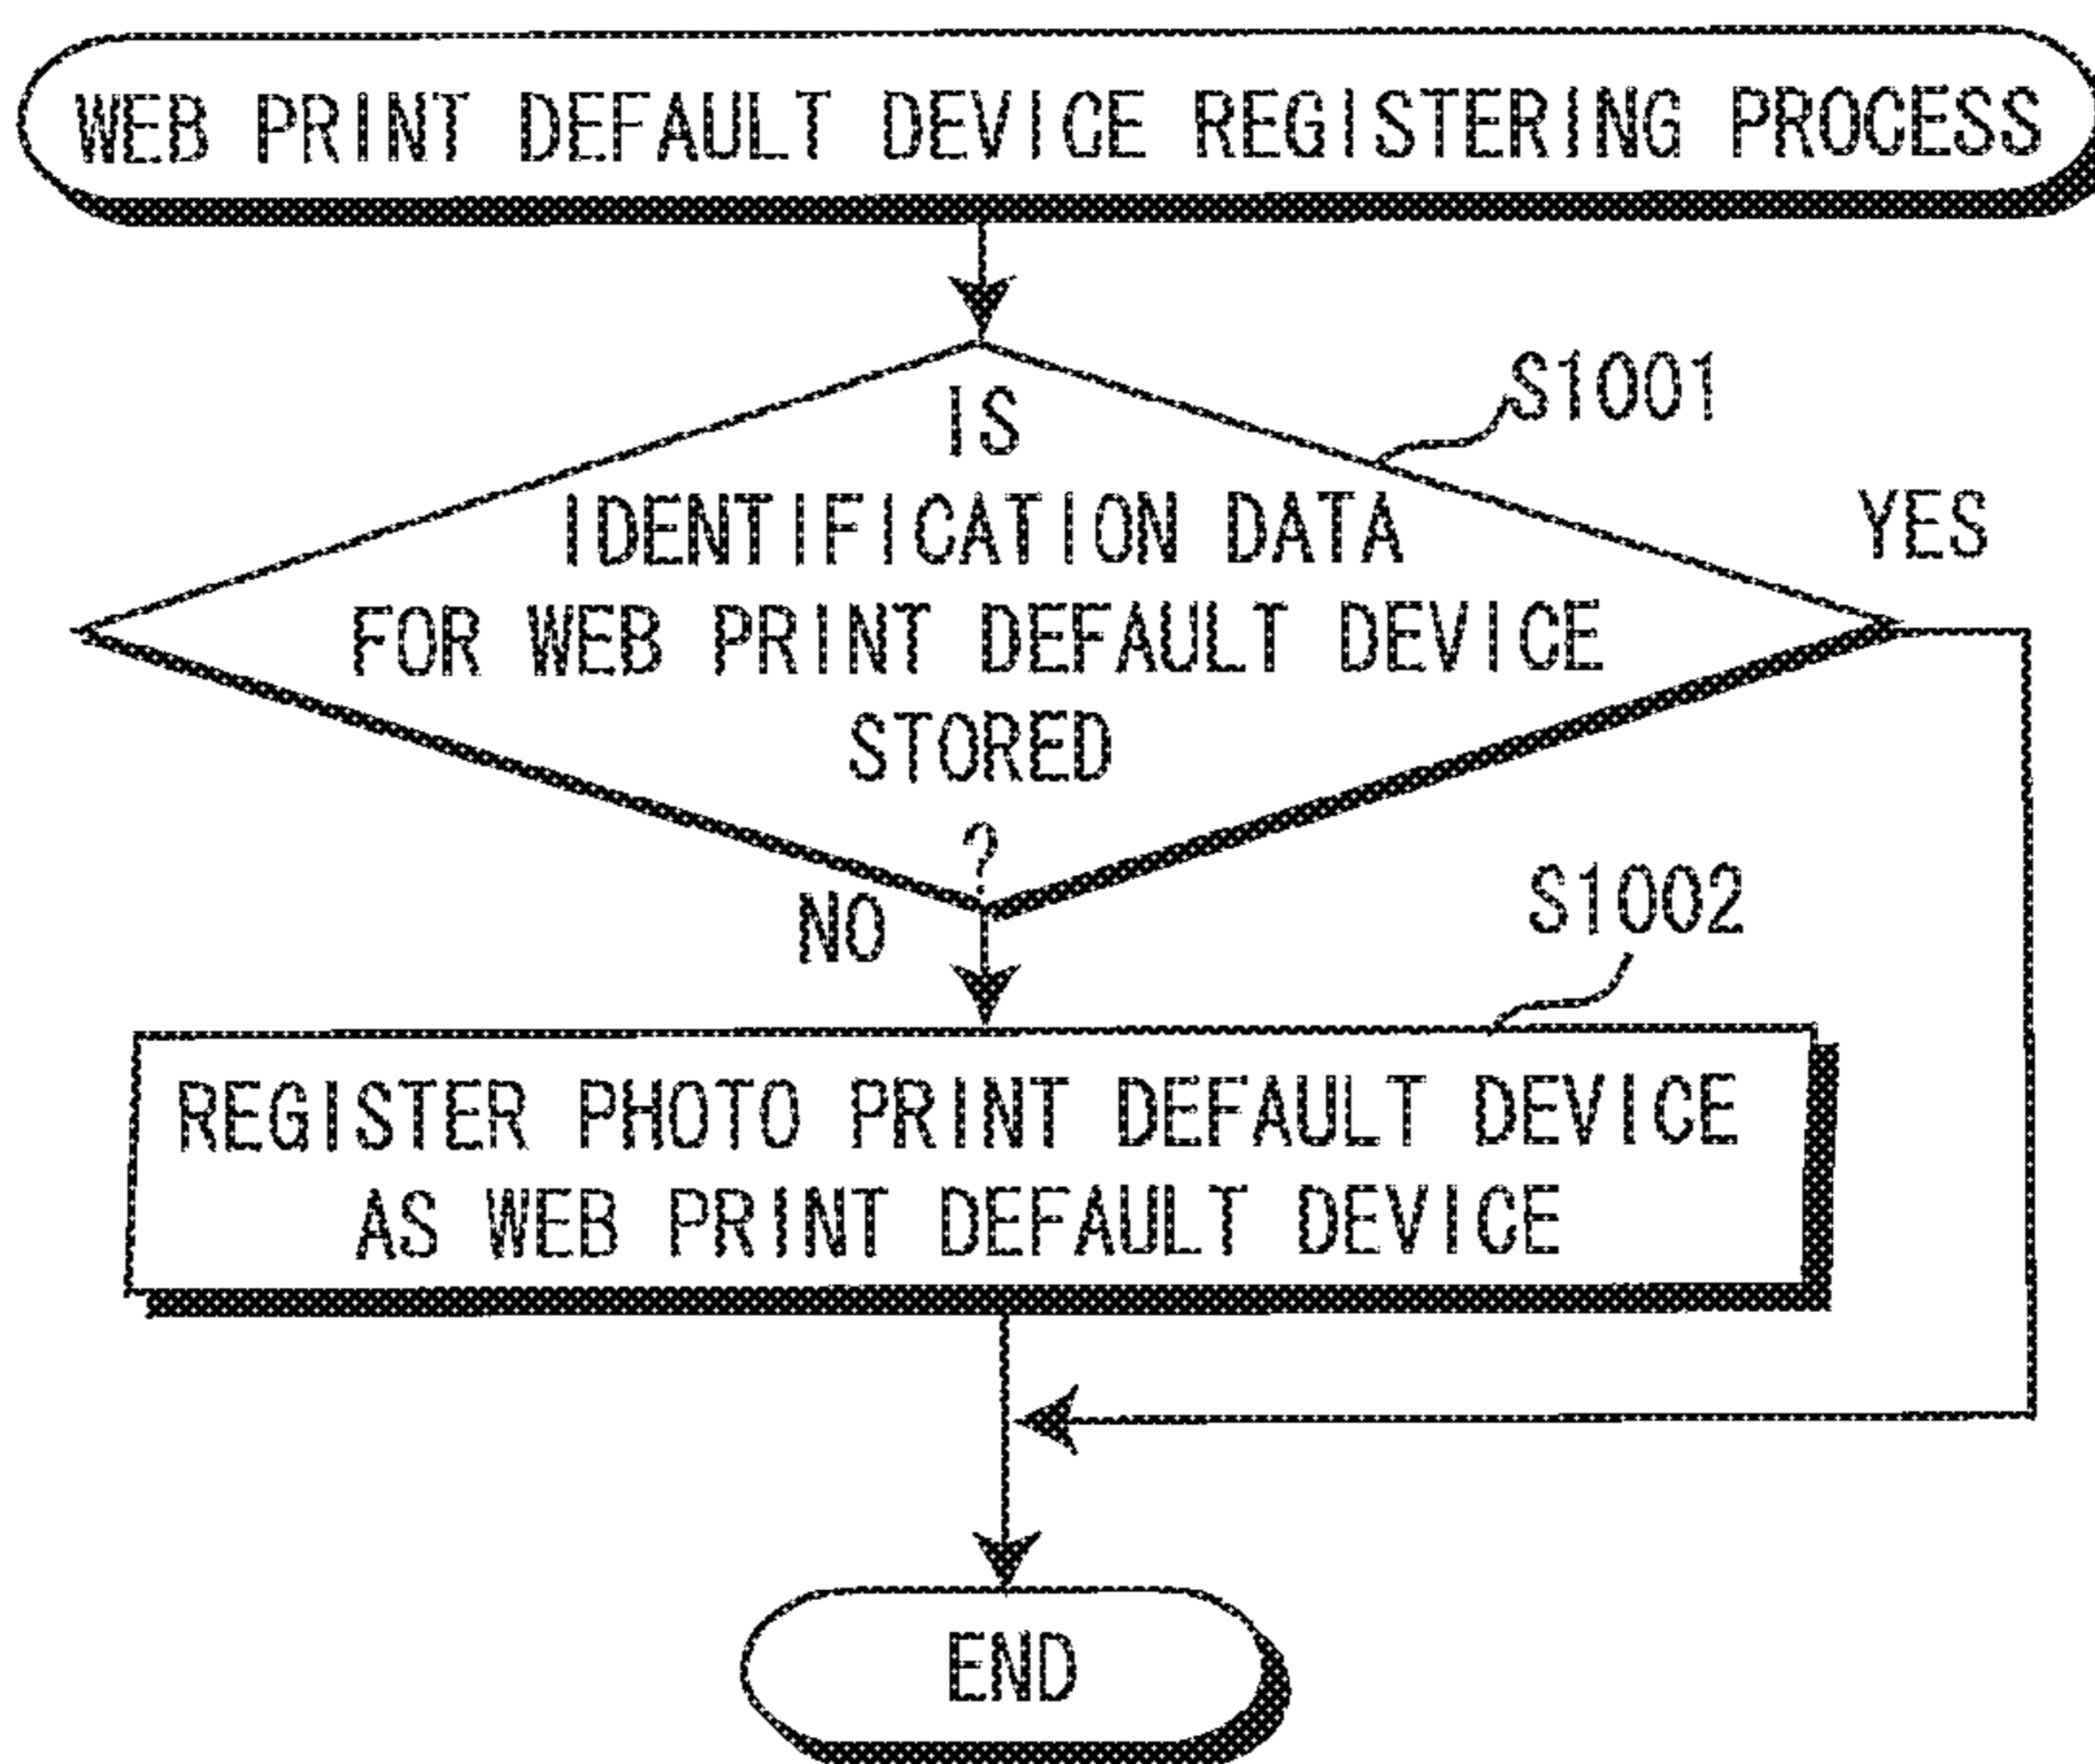 WEB PRINT DEFAULT DEVICE REGISTERING PROCESS
S1001
IS
IDENTIFICATION DATA
FOR WEB PRINT DEFAULT DEVICE
STORED
?
YES
NO
S1002
REGISTER PHOTO PRINT DEFAULT DEVICE
AS WEB PRINT DEFAULT DEVICE
END